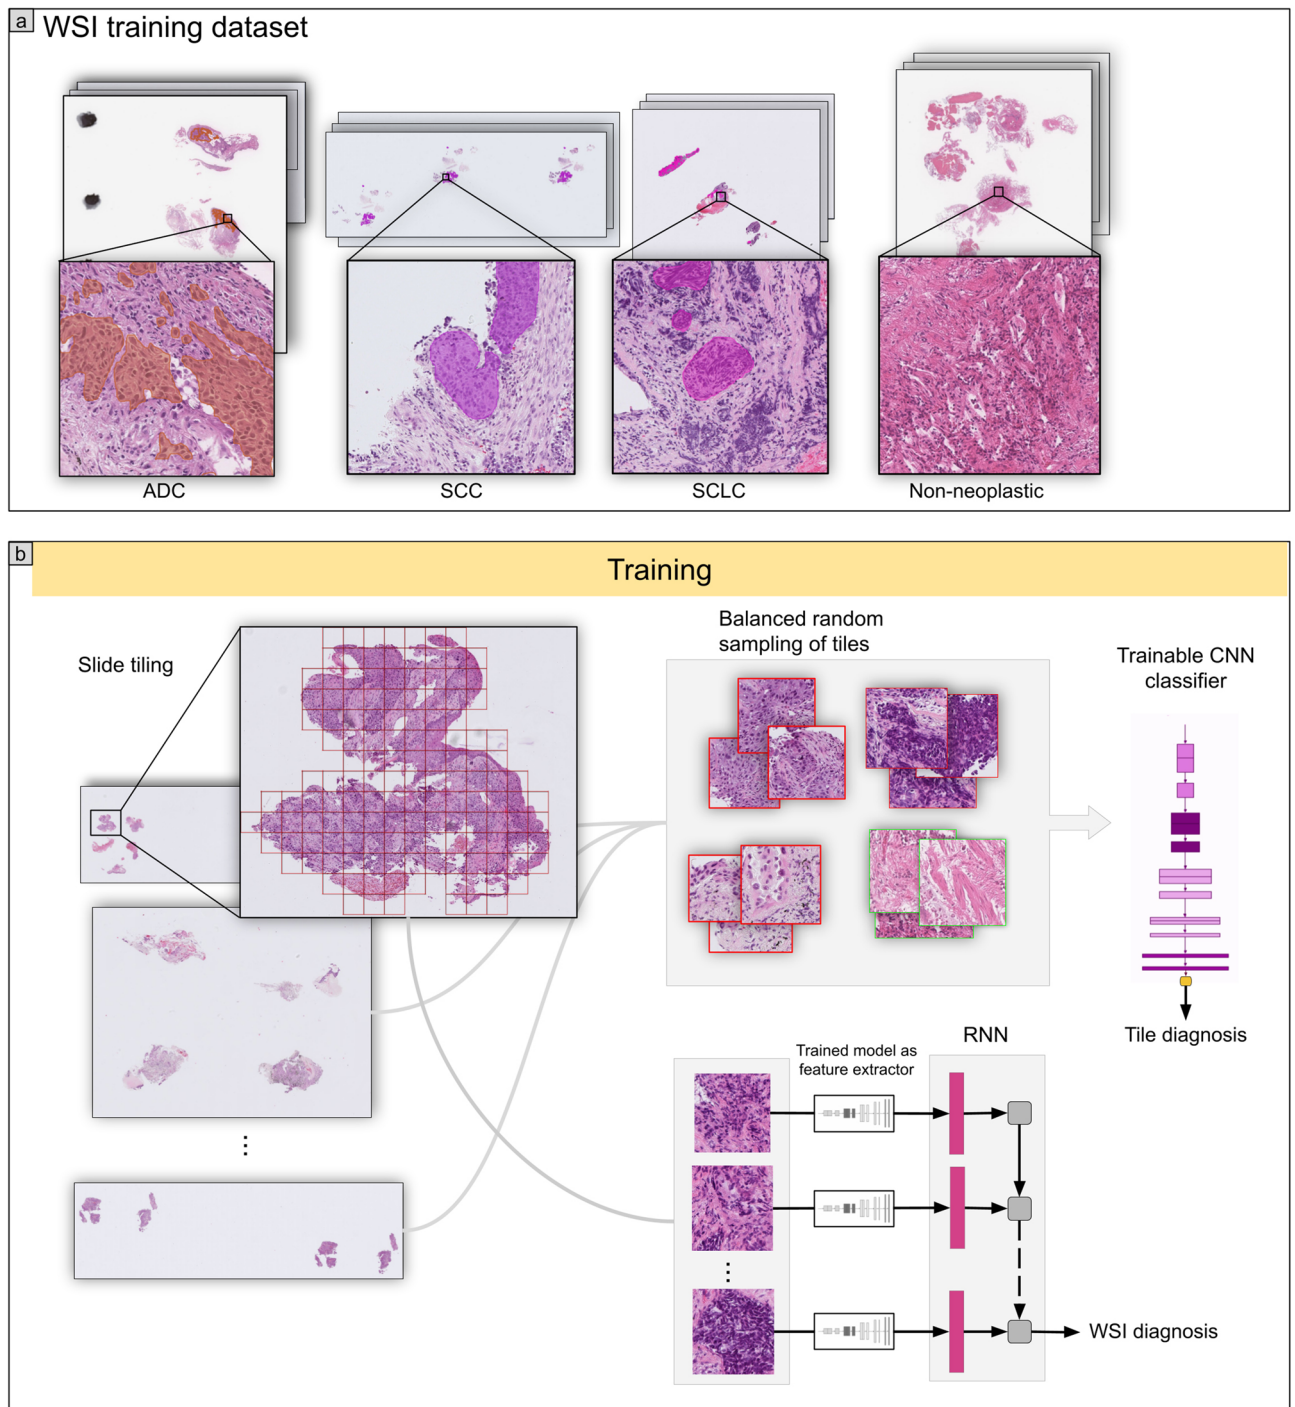 a WSI training dataset
ADC
SCC
SCLC
Non-neoplastic
b
Training
Slide tiling
Balanced random
sampling of tiles
Trainable CNN
classifier
Tile diagnosis
RNN
Trained model as
feature extractor
WSI diagnosis